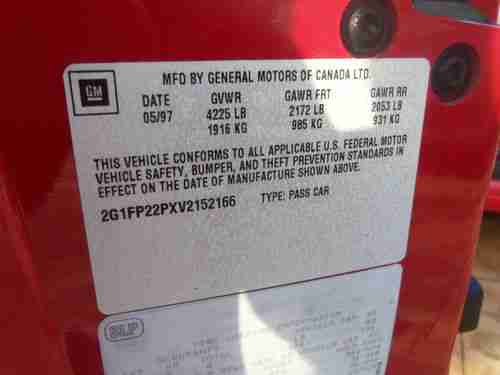 GM
MFD BY GENERAL MOTORS OF CANADA LTD.
DATE GVWR GAWR FRT GAWR RR
05/97 4225 LB 2172 LB 2053 LB
1916 KG 985 KG 931 KG
THIS VEHICLE CONFORMS TO ALL APPLICABLE U.S. FEDERAL MOTOR
VEHICLE SAFETY, BUMPER, AND THEFT PREVENTION STANDARDS IN
EFFECT ON THE DATE OF MANUFACTURE SHOWN ABOVE.
2G1FP22PXV2152166 TYPE: PASS CAR
SLP